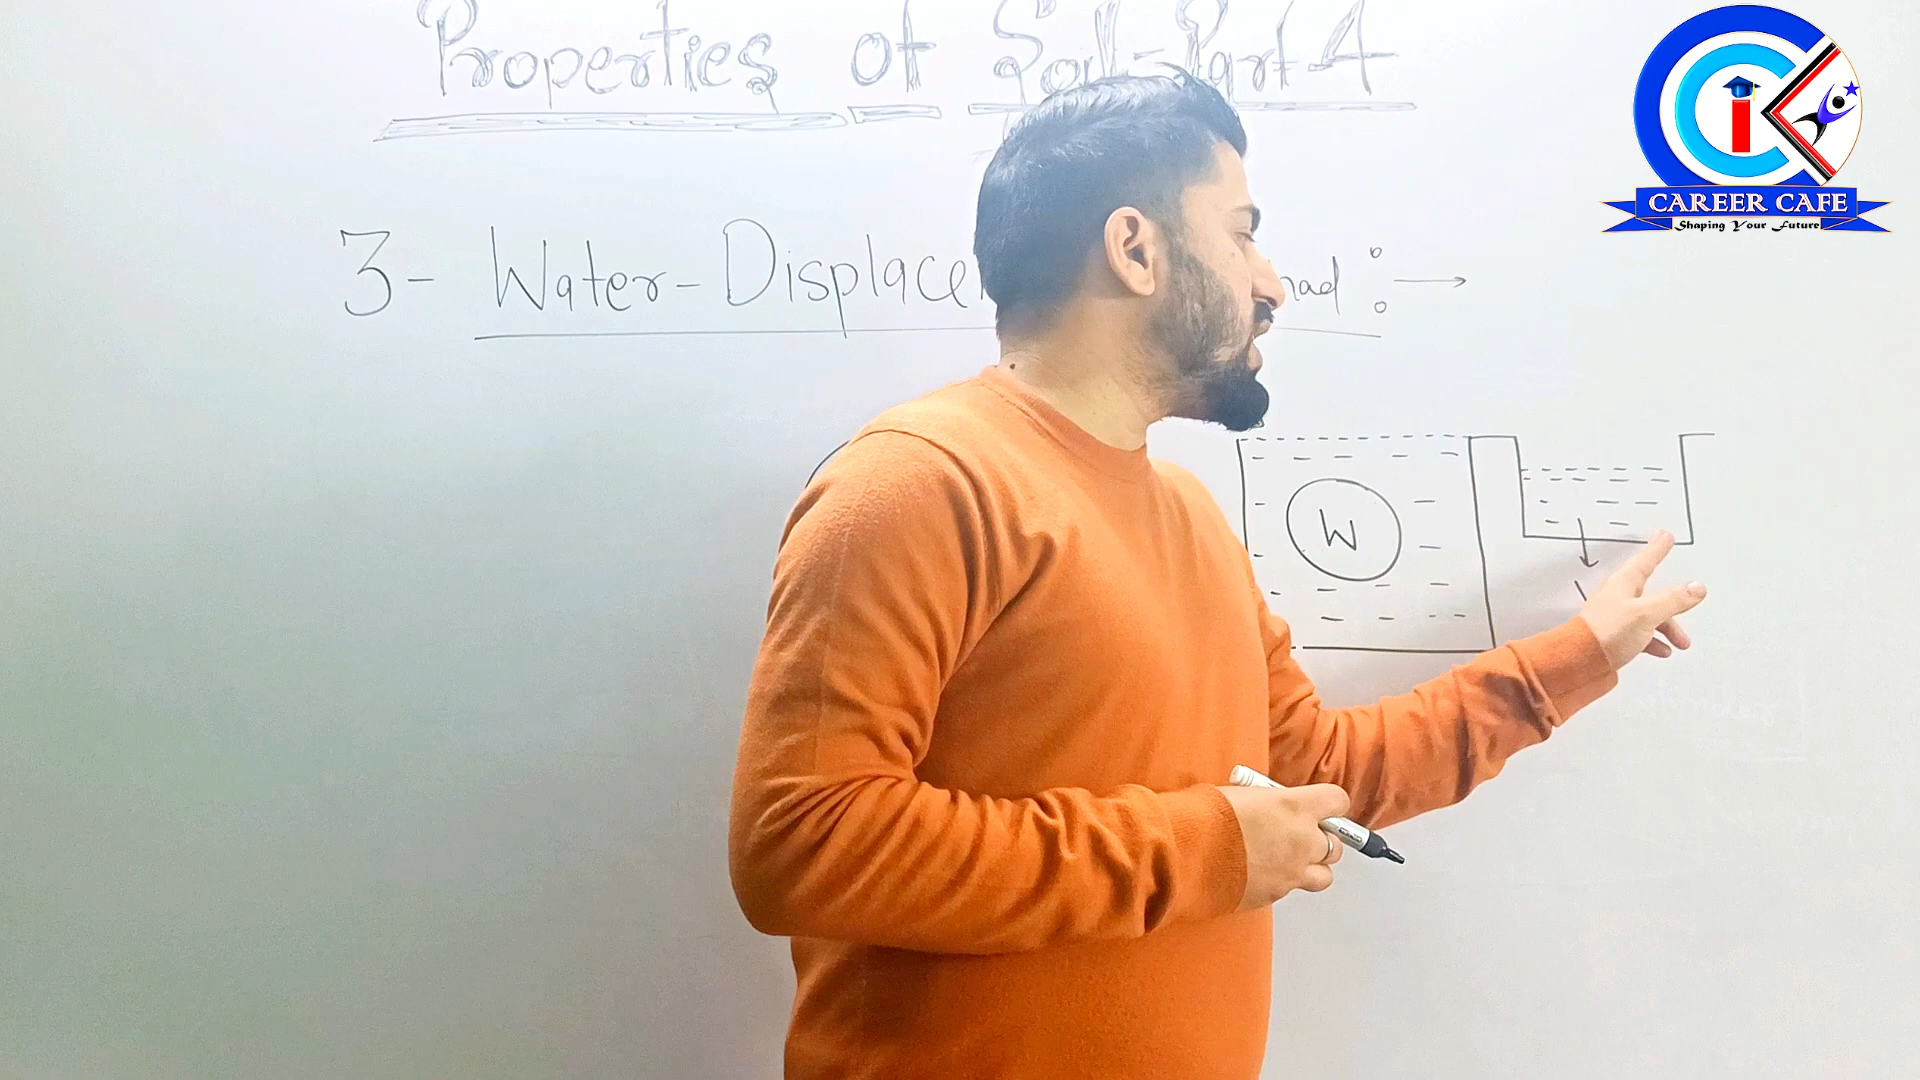 Properties of Soil-Part 4
CAREER CAFE
Shaping Your Future
3- Water-Displace
W